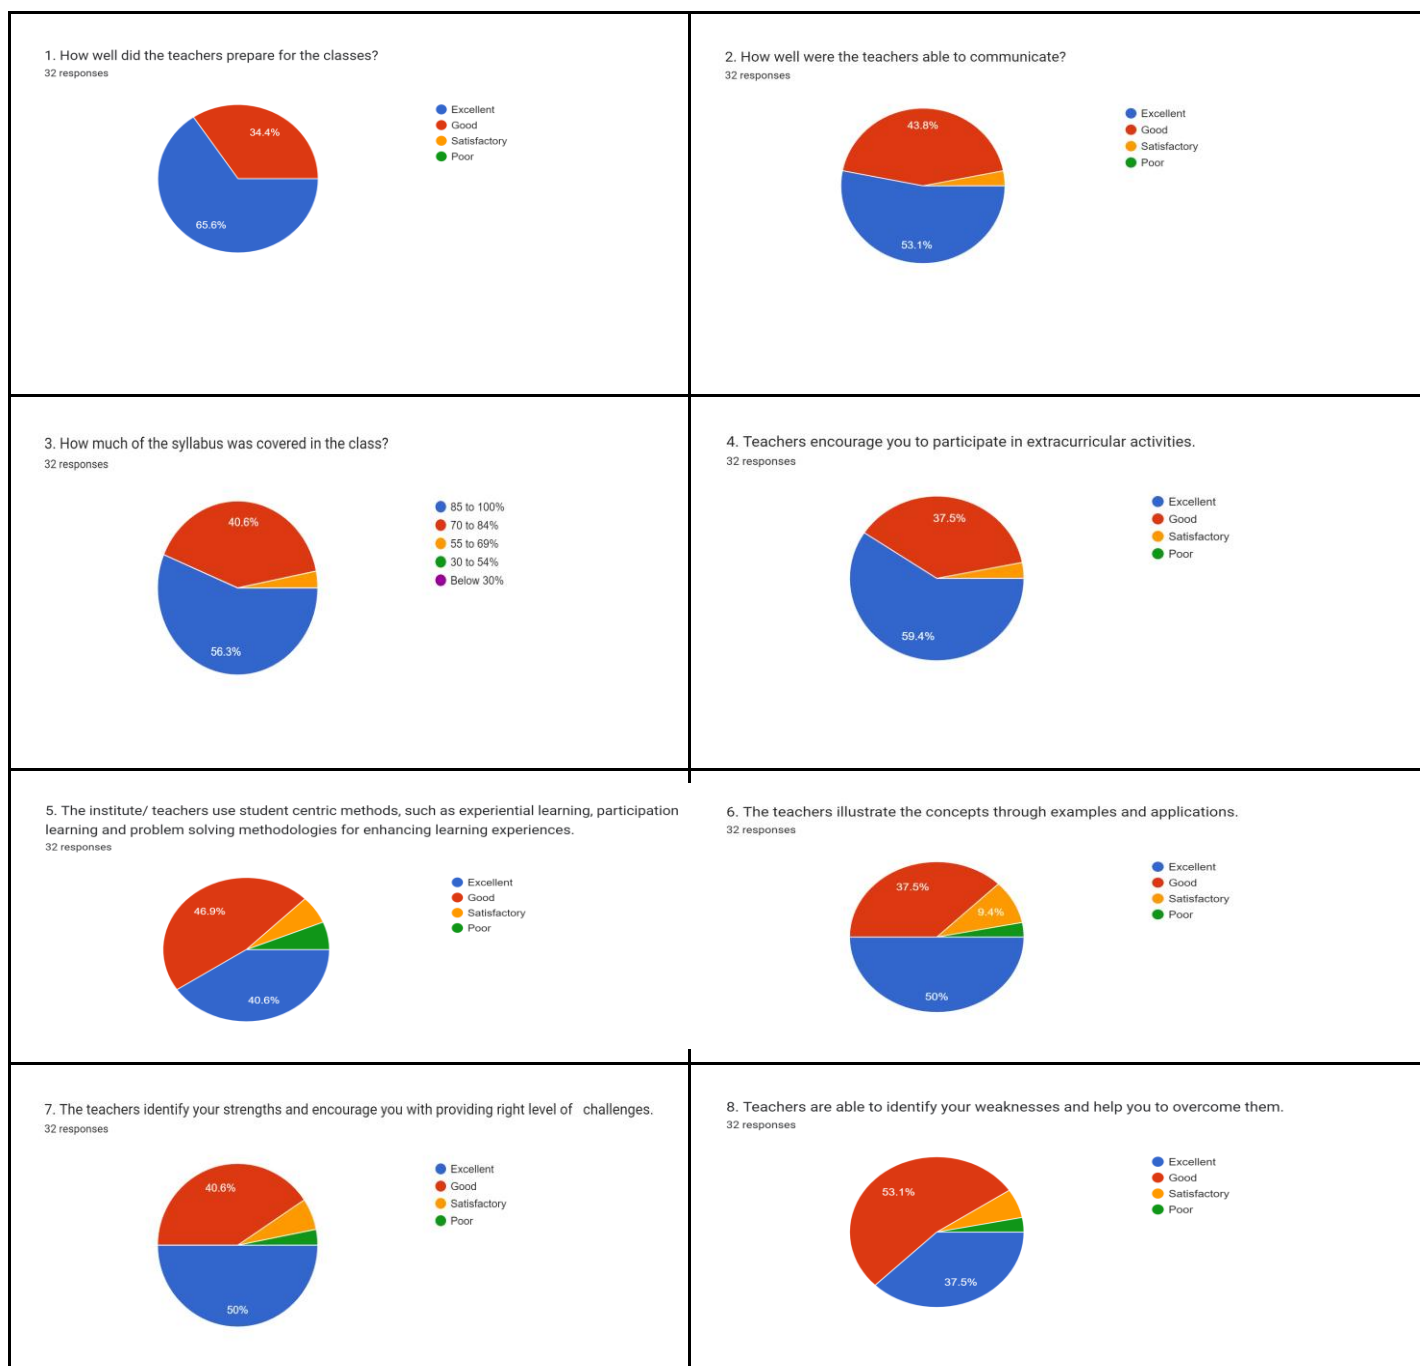 1. How well did the teachers prepare for the classes?
32 responses
34.4%
65.6%
Excellent
Good
Satisfactory
Poor
2. How well were the teachers able to communicate?
32 responses
43.8%
53.1%
Excellent
Good
Satisfactory
Poor
3. How much of the syllabus was covered in the class?
32 responses
40.6%
56.3%
85 to 100%
70 to 84%
55 to 69%
30 to 54%
Below 30%
4. Teachers encourage you to participate in extracurricular activities.
32 responses
37.5%
59.4%
Excellent
Good
Satisfactory
Poor
5. The institute/ teachers use student centric methods, such as experiential learning, participation
learning and problem solving methodologies for enhancing learning experiences.
32 responses
46.9%
40.6%
Excellent
Good
Satisfactory
Poor
6. The teachers illustrate the concepts through examples and applications.
32 responses
37.5%
9.4%
50%
Excellent
Good
Satisfactory
Poor
7. The teachers identify your strengths and encourage you with providing right level of challenges.
32 responses
40.6%
50%
Excellent
Good
Satisfactory
Poor
8. Teachers are able to identify your weaknesses and help you to overcome them.
32 responses
53.1%
37.5%
Excellent
Good
Satisfactory
Poor